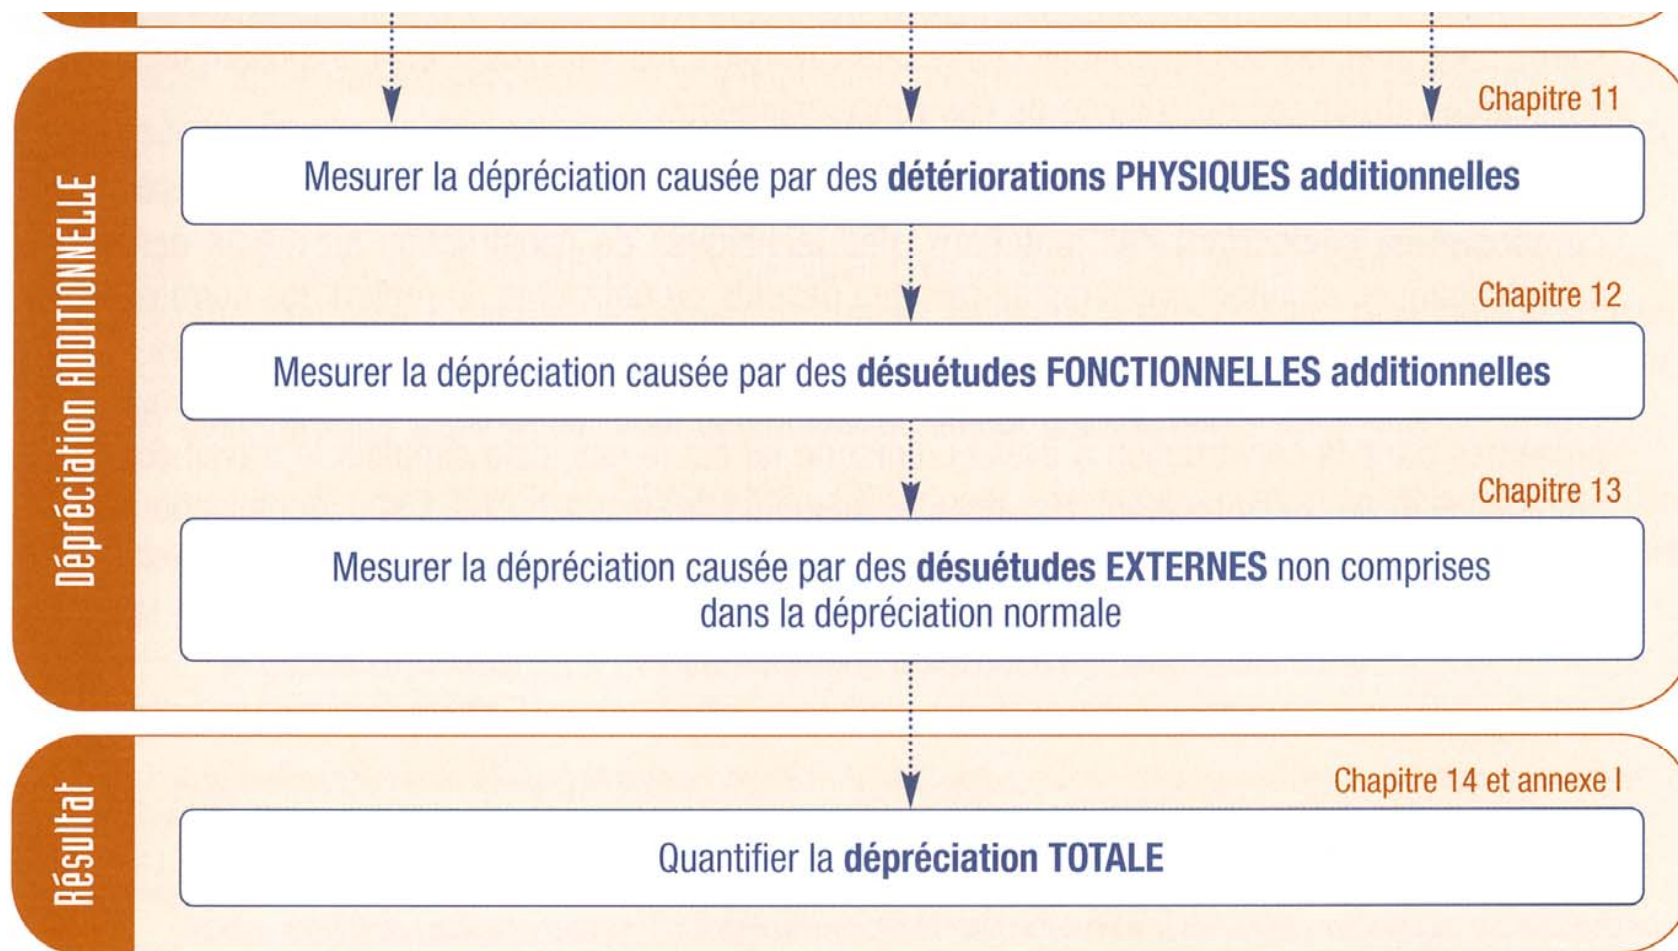 Dépréciation ADDITIONNELLE
Chapitre 11
Mesurer la dépréciation causée par des détériorations PHYSIQUES additionnelles
Chapitre 12
Mesurer la dépréciation causée par des désuétudes FONCTIONNELLES additionnelles
Chapitre 13
Mesurer la dépréciation causée par des désuétudes EXTERNES non comprises
dans la dépréciation normale
Résultat
Chapitre 14 et annexe I
Quantifier la dépréciation TOTALE